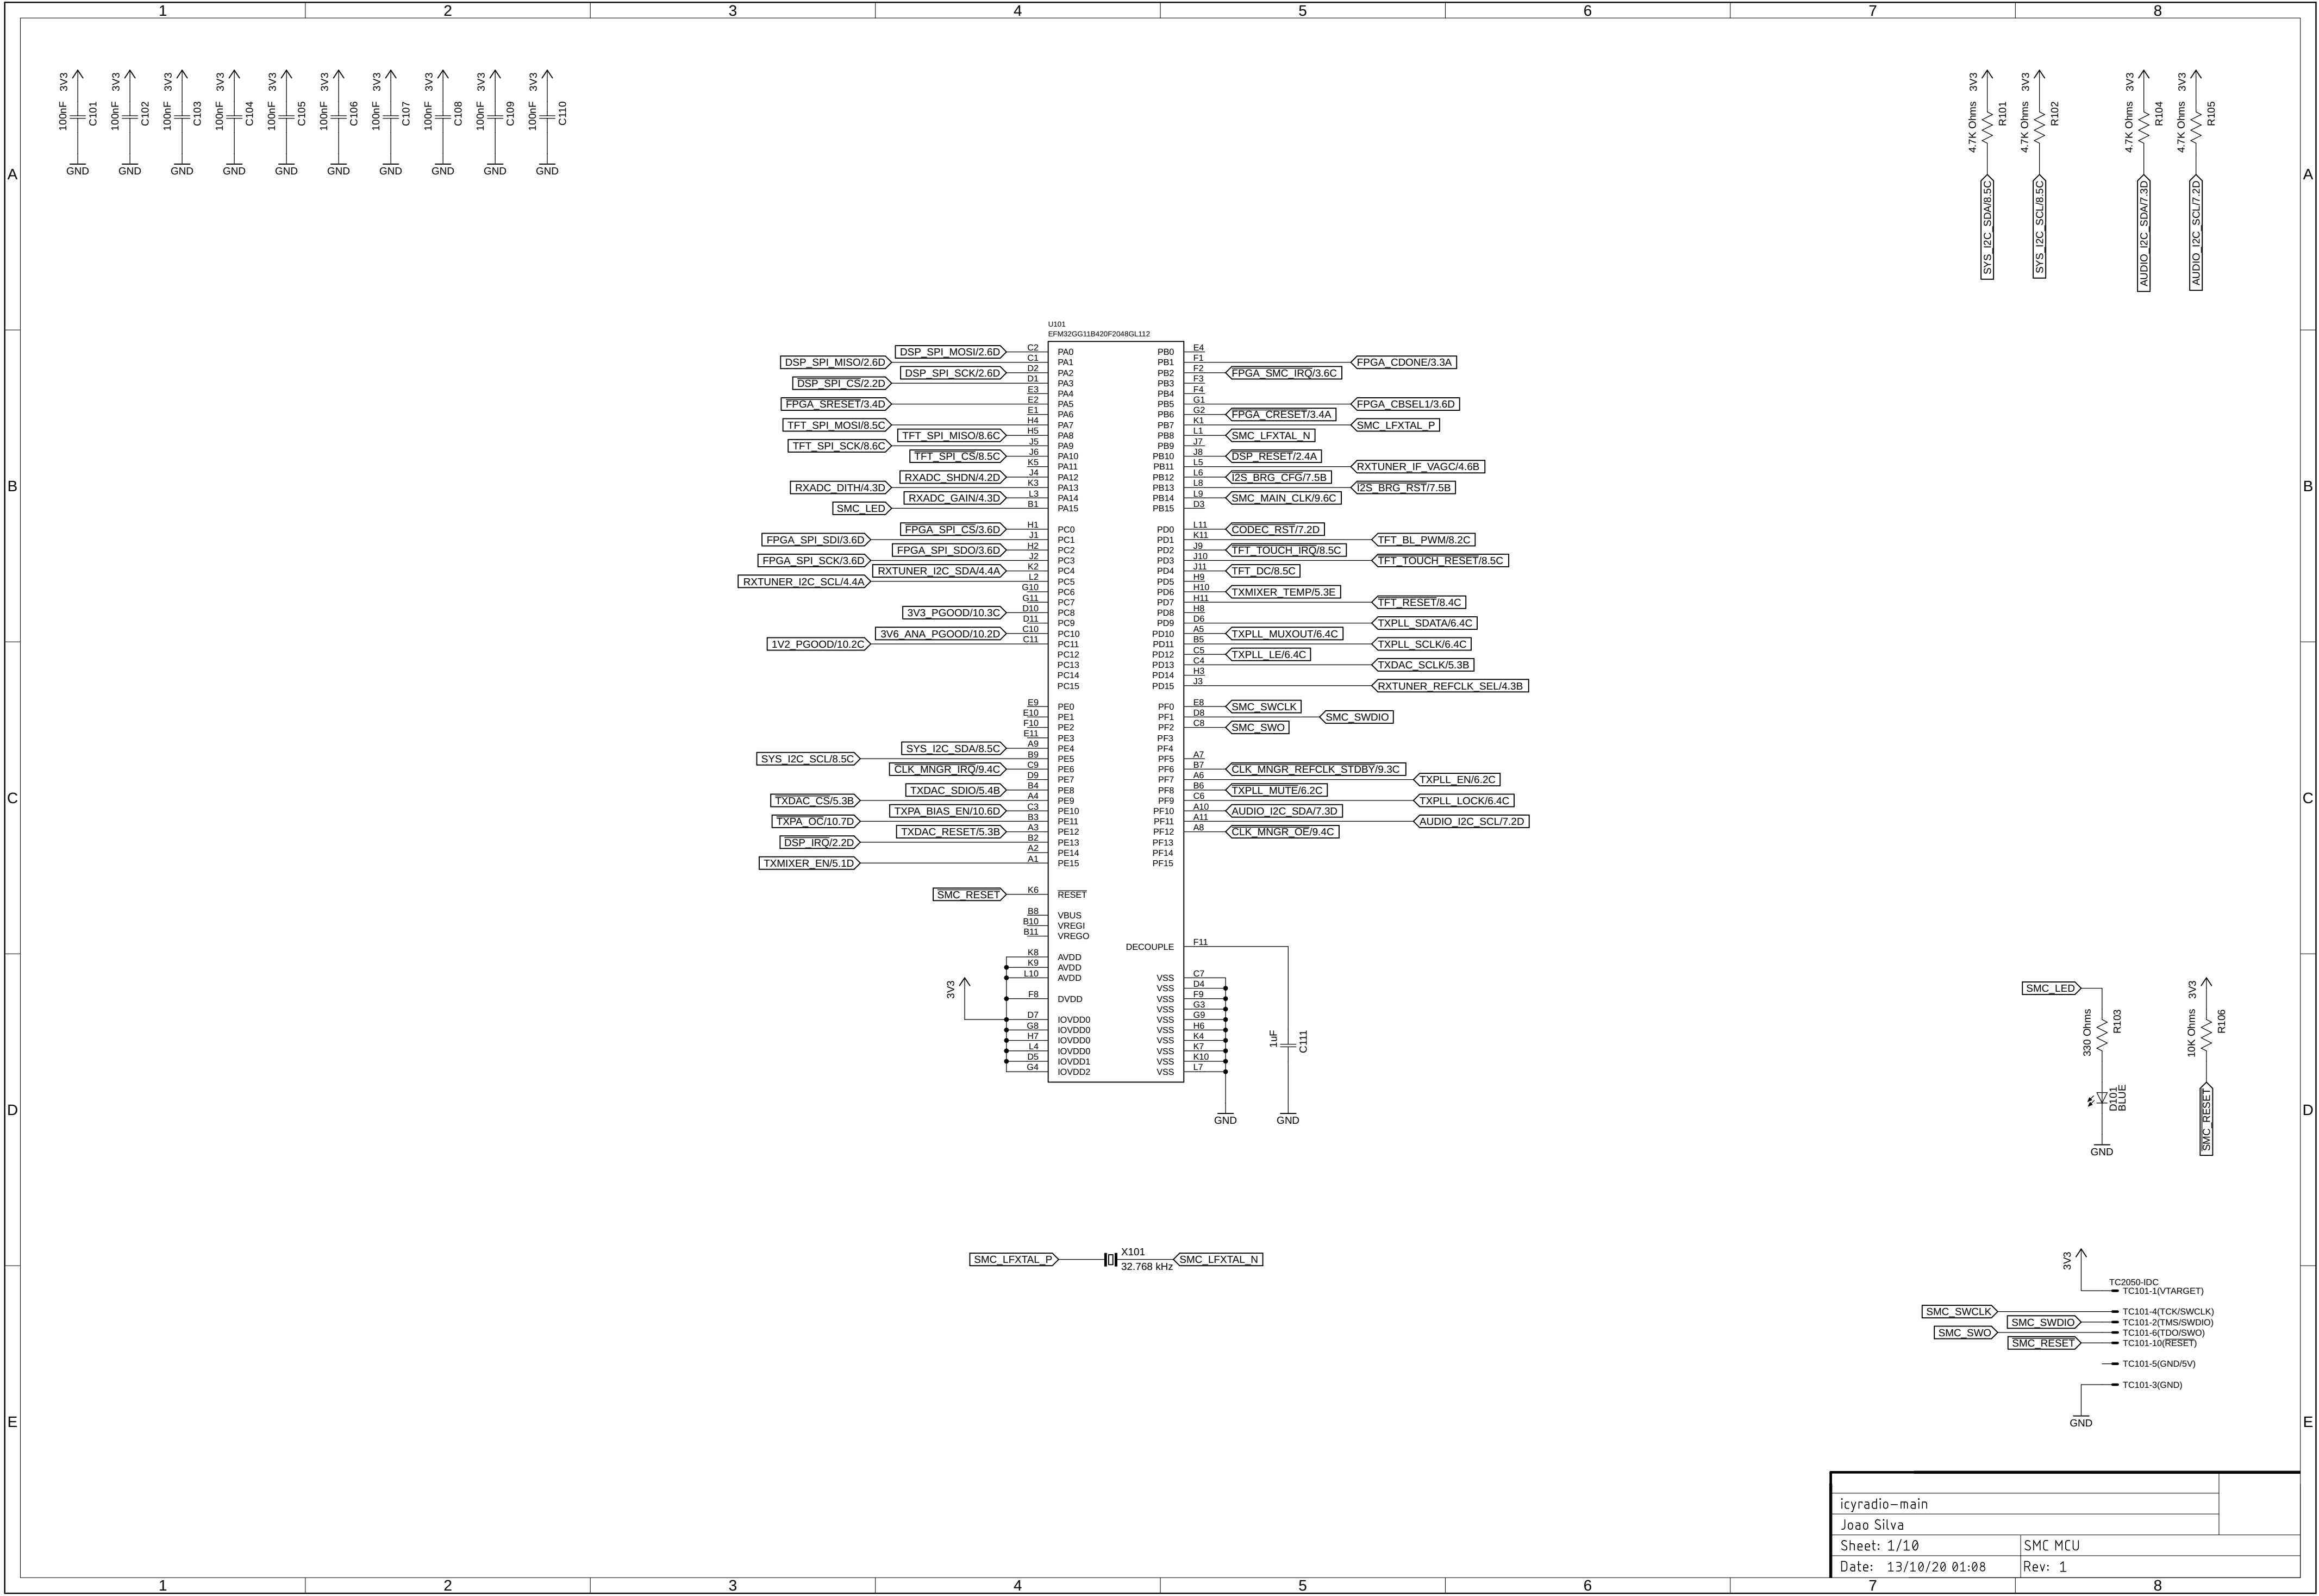 1 2 3 4 5 6 7 8
A
B
C
D
E
A
B
C
D
E
1 2 3 4 5 6 7 8
3V3 3V3 3V3 3V3 3V3 3V3 3V3 3V3 3V3 3V3
100nF 100nF 100nF 100nF 100nF 100nF 100nF 100nF 100nF 100nF
C101 C102 C103 C104 C105 C106 C107 C108 C109 C110
GND GND GND GND GND GND GND GND GND GND
3V3 3V3 3V3 3V3
4.7K Ohms 4.7K Ohms 4.7K Ohms 4.7K Ohms
R101 R102 R104 R105
SYS_I2C_SDA/8.5C
SYS_I2C_SCL/8.5C
AUDIO_I2C_SDA/7.3D
AUDIO_I2C_SCL/7.2D
U101
EFM32GG11B420F2048GL112
DSP_SPI_MOSI/2.6D C2 PA0 PB0 E4
DSP_SPI_MISO/2.6D C1 PA1 PB1 F1 FPGA_CDONE/3.3A
DSP_SPI_SCK/2.6D D2 PA2 PB2 F2 FPGA_SMC_IRQ/3.6C
DSP_SPI_CS/2.2D D1 PA3 PB3 F3
E3 PA4 PB4 F4
FPGA_SRESET/3.4D E2 PA5 PB5 G1 FPGA_CBSEL1/3.6D
E1 PA6 PB6 G2 FPGA_CRESET/3.4A
TFT_SPI_MOSI/8.5C H4 PA7 PB7 K1 SMC_LFXTAL_P
TFT_SPI_MISO/8.6C H5 PA8 PB8 L1 SMC_LFXTAL_N
TFT_SPI_SCK/8.6C J5 PA9 PB9 J7
TFT_SPI_CS/8.5C J6 PA10 PB10 J8 DSP_RESET/2.4A
K5 PA11 PB11 L5 RXTUNER_IF_VAGC/4.6B
RXADC_SHDN/4.2D J4 PA12 PB12 L6 I2S_BRG_CFG/7.5B
RXADC_DITH/4.3D K3 PA13 PB13 L8 I2S_BRG_RST/7.5B
RXADC_GAIN/4.3D L3 PA14 PB14 L9 SMC_MAIN_CLK/9.6C
SMC_LED B1 PA15 PB15 D3
FPGA_SPI_CS/3.6D H1 PC0 PD0 L11 CODEC_RST/7.2D
FPGA_SPI_SDI/3.6D J1 PC1 PD1 K11 TFT_BL_PWM/8.2C
FPGA_SPI_SDO/3.6D H2 PC2 PD2 J9 TFT_TOUCH_IRQ/8.5C
FPGA_SPI_SCK/3.6D J2 PC3 PD3 J10 TFT_TOUCH_RESET/8.5C
RXTUNER_I2C_SDA/4.4A K2 PC4 PD4 J11 TFT_DC/8.5C
RXTUNER_I2C_SCL/4.4A L2 PC5 PD5 H9
G10 PC6 PD6 H10 TXMIXER_TEMP/5.3E
G11 PC7 PD7 H11 TFT_RESET/8.4C
3V3_PGOOD/10.3C D10 PC8 PD8 H8
D11 PC9 PD9 D6 TXPLL_SDATA/6.4C
3V6_ANA_PGOOD/10.2D C10 PC10 PD10 A5 TXPLL_MUXOUT/6.4C
1V2_PGOOD/10.2C C11 PC11 PD11 B5 TXPLL_SCLK/6.4C
PC12 PD12 C5 TXPLL_LE/6.4C
PC13 PD13 C4 TXDAC_SCLK/5.3B
PC14 PD14 H3
PC15 PD15 J3 RXTUNER_REFCLK_SEL/4.3B
E9 PE0 PF0 E8 SMC_SWCLK
E10 PE1 PF1 D8 SMC_SWDIO
F10 PE2 PF2 C8 SMC_SWO
E11 PE3 PF3
SYS_I2C_SDA/8.5C A9 PE4 PF4
SYS_I2C_SCL/8.5C B9 PE5 PF5 A7
CLK_MNGR_IRQ/9.4C C9 PE6 PF6 B7 CLK_MNGR_REFCLK_STDBY/9.3C
D9 PE7 PF7 A6 TXPLL_EN/6.2C
TXDAC_SDIO/5.4B B4 PE8 PF8 B6 TXPLL_MUTE/6.2C
TXDAC_CS/5.3B A4 PE9 PF9 C6 TXPLL_LOCK/6.4C
TXPA_BIAS_EN/10.6D C3 PE10 PF10 A10 AUDIO_I2C_SDA/7.3D
TXPA_OC/10.7D B3 PE11 PF11 A11 AUDIO_I2C_SCL/7.2D
TXDAC_RESET/5.3B A3 PE12 PF12 A8 CLK_MNGR_OE/9.4C
DSP_IRQ/2.2D B2 PE13 PF13
A2 PE14 PF14
TXMIXER_EN/5.1D A1 PE15 PF15
SMC_RESET K6 RESET
B8 VBUS
B10 VREGI
B11 VREGO
DECOUPLE F11
K8 AVDD
K9 AVDD
L10 AVDD VSS C7
VSS D4
3V3 F8 DVDD VSS F9
VSS G3
D7 IOVDD0 VSS G9
G8 IOVDD0 VSS H6
H7 IOVDD0 VSS K4
L4 IOVDD0 VSS K7
D5 IOVDD1 VSS K10
G4 IOVDD2 VSS L7
1uF C111
GND GND
SMC_LED
330 Ohms R103
D101
BLUE
GND
3V3
10K Ohms R106
SMC_RESET
SMC_LFXTAL_P X101 SMC_LFXTAL_N
32.768 kHz
3V3
TC2050-IDC
TC101-1(VTARGET)
SMC_SWCLK TC101-4(TCK/SWCLK)
SMC_SWDIO TC101-2(TMS/SWDIO)
SMC_SWO TC101-6(TDO/SWO)
SMC_RESET TC101-10(RESET)
TC101-5(GND/5V)
TC101-3(GND)
GND
icyradio-main
Joao Silva
Sheet: 1/10 SMC MCU
Date: 13/10/20 01:08 Rev: 1